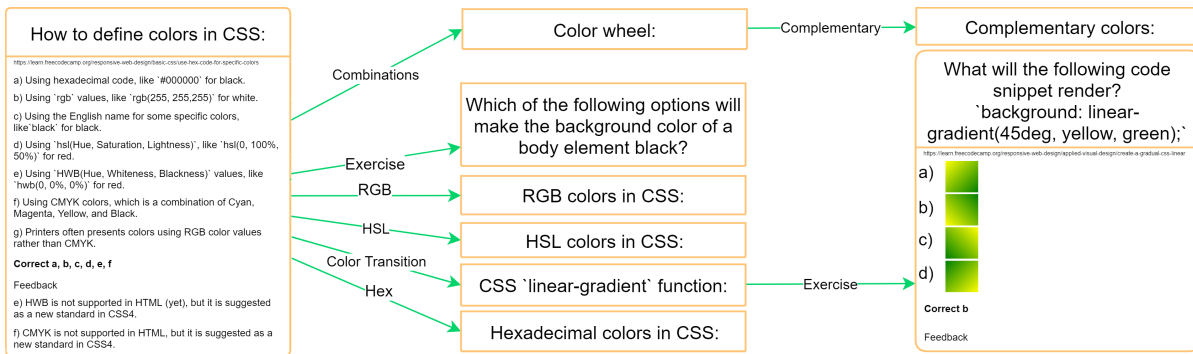 How to define colors in CSS:
https://learn.freecodecamp.org/responsive-web-design/basic-css/use-hex-code-for-specific-colors
a) Using hexadecimal code, like `#000000` for black.
b) Using `rgb` values, like `rgb(255, 255,255)` for white.
c) Using the English name for some specific colors,
like`black` for black.
d) Using `hsl(Hue, Saturation, Lightness)`, like `hsl(0, 100%,
50%)` for red.
e) Using `HWB(Hue, Whiteness, Blackness)` values, like
`hwb(0, 0%, 0%)` for red.
f) Using CMYK colors, which is a combination of Cyan,
Magenta, Yellow, and Black.
g) Printers often presents colors using RGB color values
rather than CMYK.
Correct a, b, c, d, e, f
Feedback
e) HWB is not supported in HTML (yet), but it is suggested
as a new standard in CSS4.
f) CMYK is not supported in HTML, but it is suggested as a
new standard in CSS4.
Combinations
Exercise
RGB
HSL
Color Transition
Hex
Color wheel:
Which of the following options will
make the background color of a
body element black?
RGB colors in CSS:
HSL colors in CSS:
CSS `linear-gradient` function:
Hexadecimal colors in CSS:
Complementary
Exercise
Complementary colors:
What will the following code
snippet render?
`background: linear-
gradient(45deg, yellow, green);`
https://learn.freecodecamp.org/responsive-web-design/applied-visual-design/create-a-gradual-css-linear
a)
b)
c)
d)
Correct b
Feedback